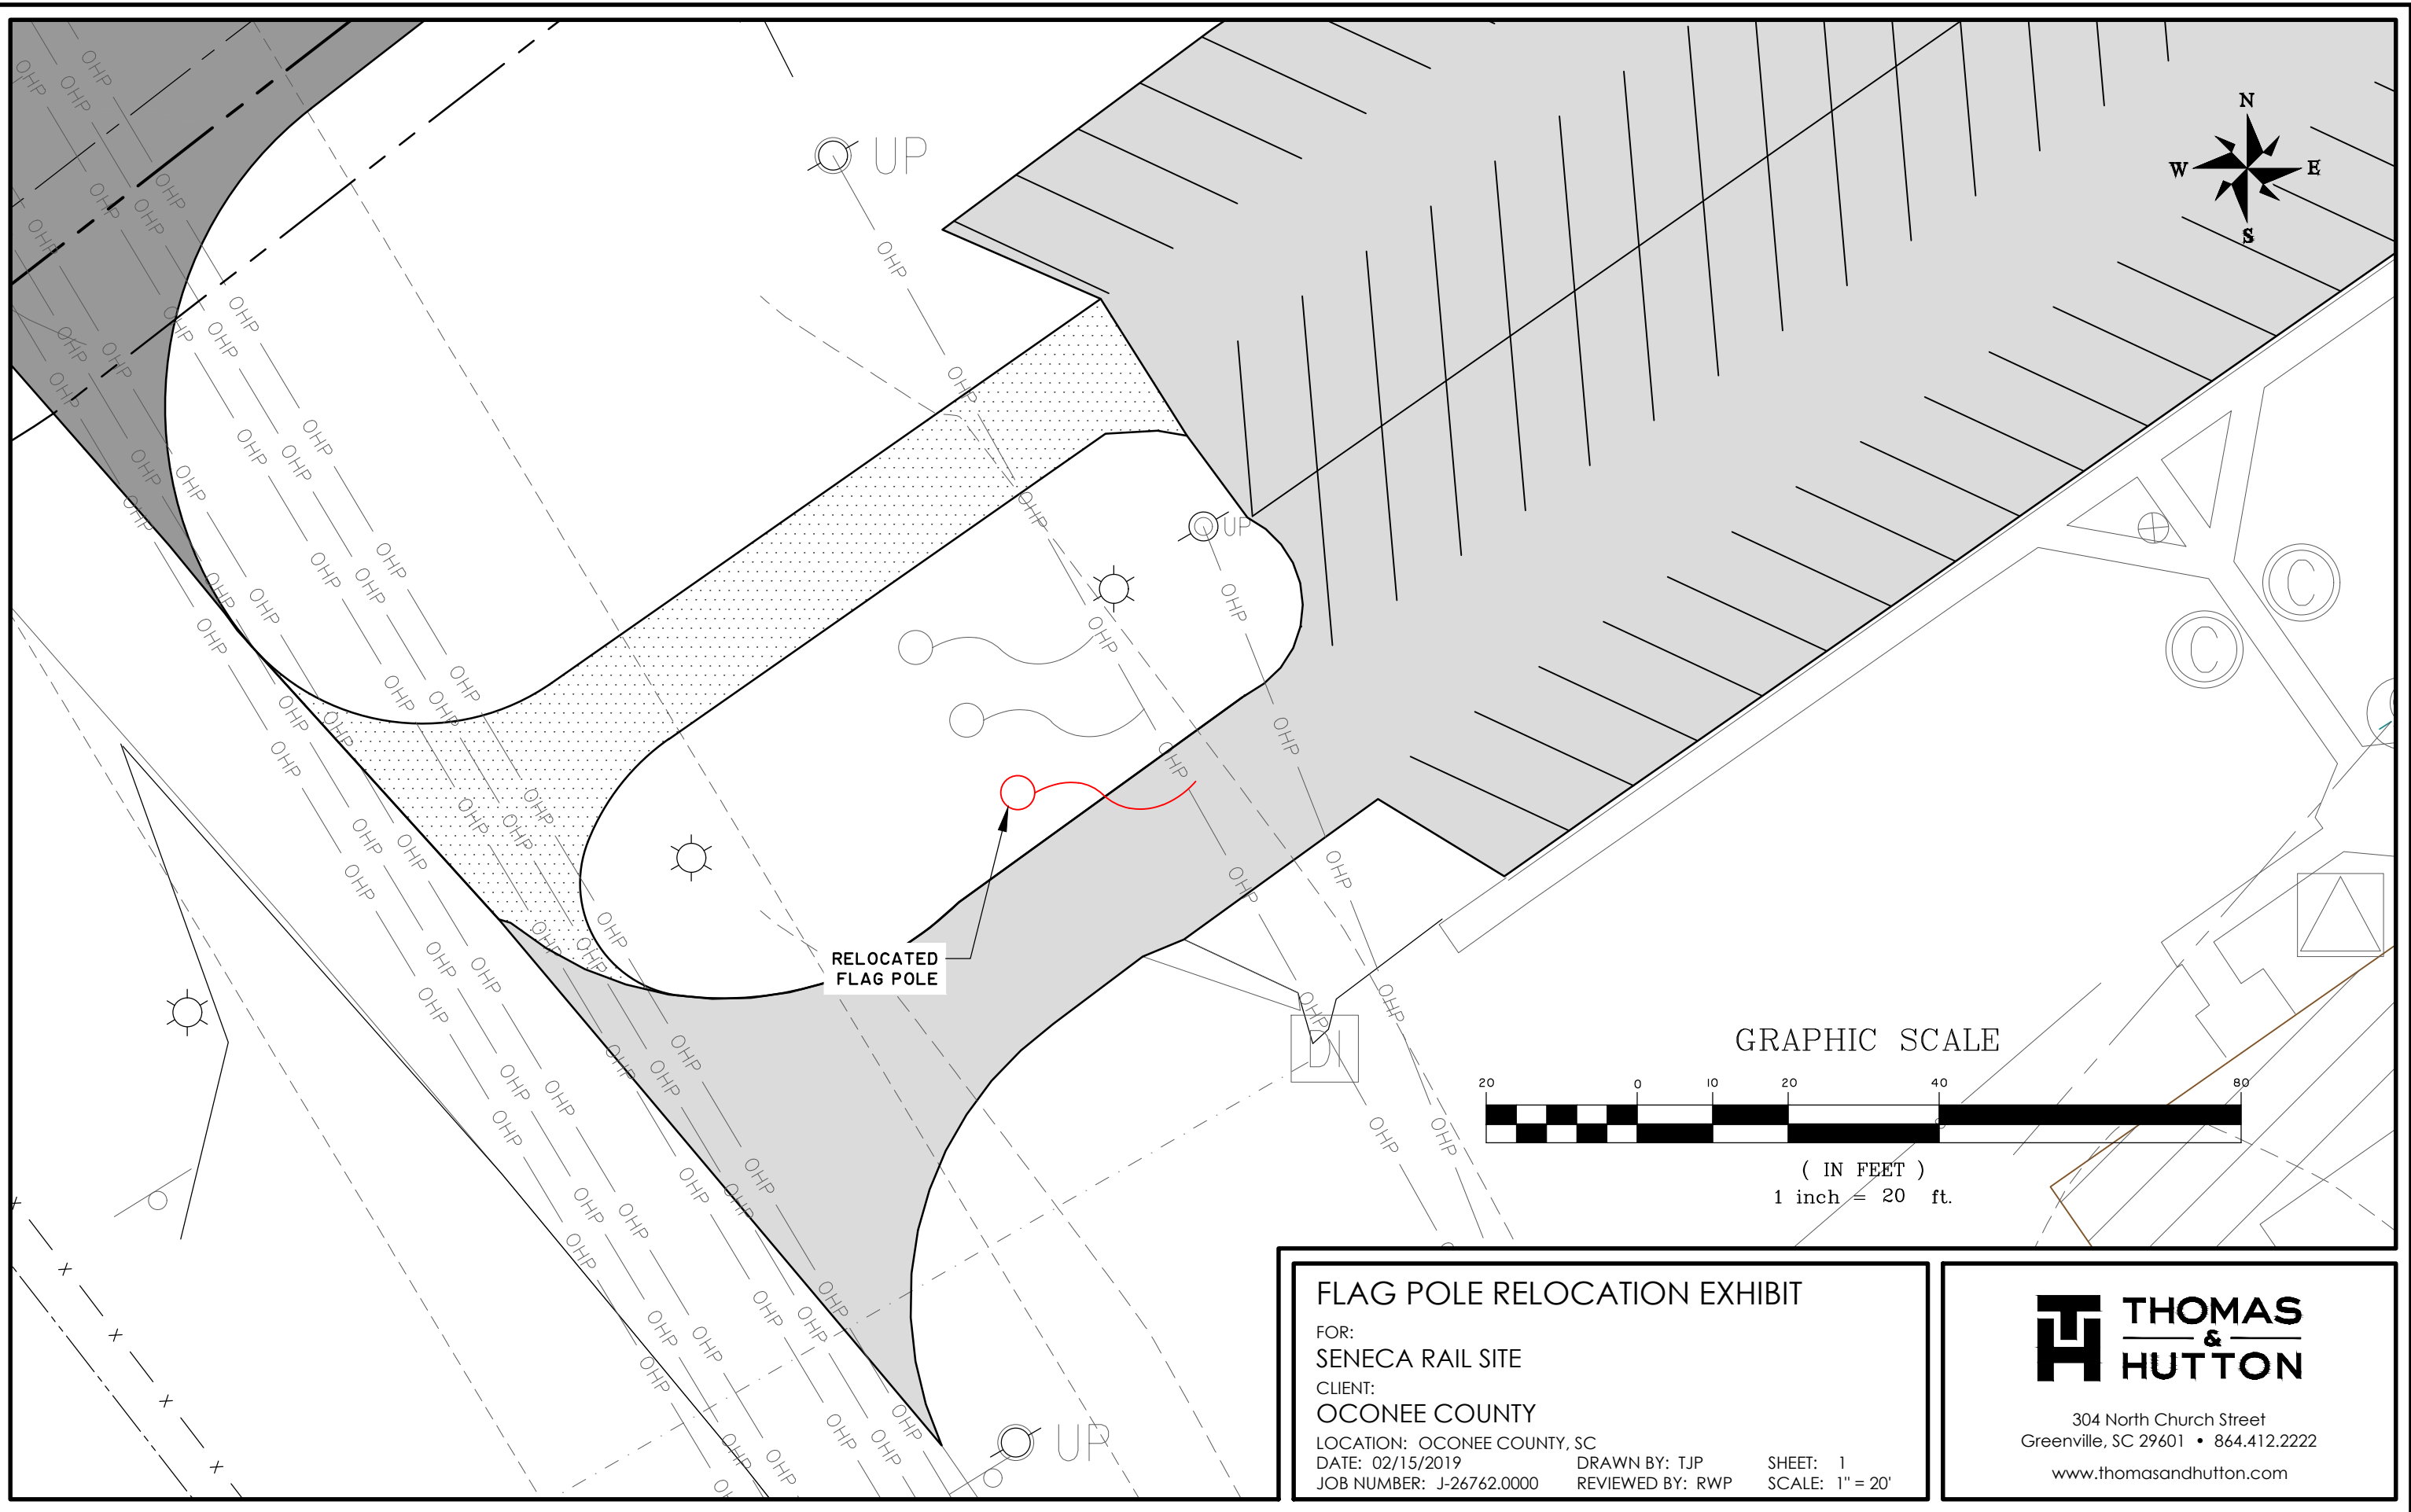 UP
N
W E
S
UP
C
C
RELOCATED
FLAG POLE
DI
GRAPHIC SCALE
20 0 10 20 40 80
( IN FEET )
1 inch = 20 ft.
UP
OHP
FLAG POLE RELOCATION EXHIBIT
FOR:
SENECA RAIL SITE
CLIENT:
OCONEE COUNTY
LOCATION: OCONEE COUNTY, SC
DATE: 02/15/2019 DRAWN BY: TJP SHEET: 1
JOB NUMBER: J-26762.0000 REVIEWED BY: RWP SCALE: 1" = 20'
THOMAS
&
HUTTON
304 North Church Street
Greenville, SC 29601 • 864.412.2222
www.thomasandhutton.com